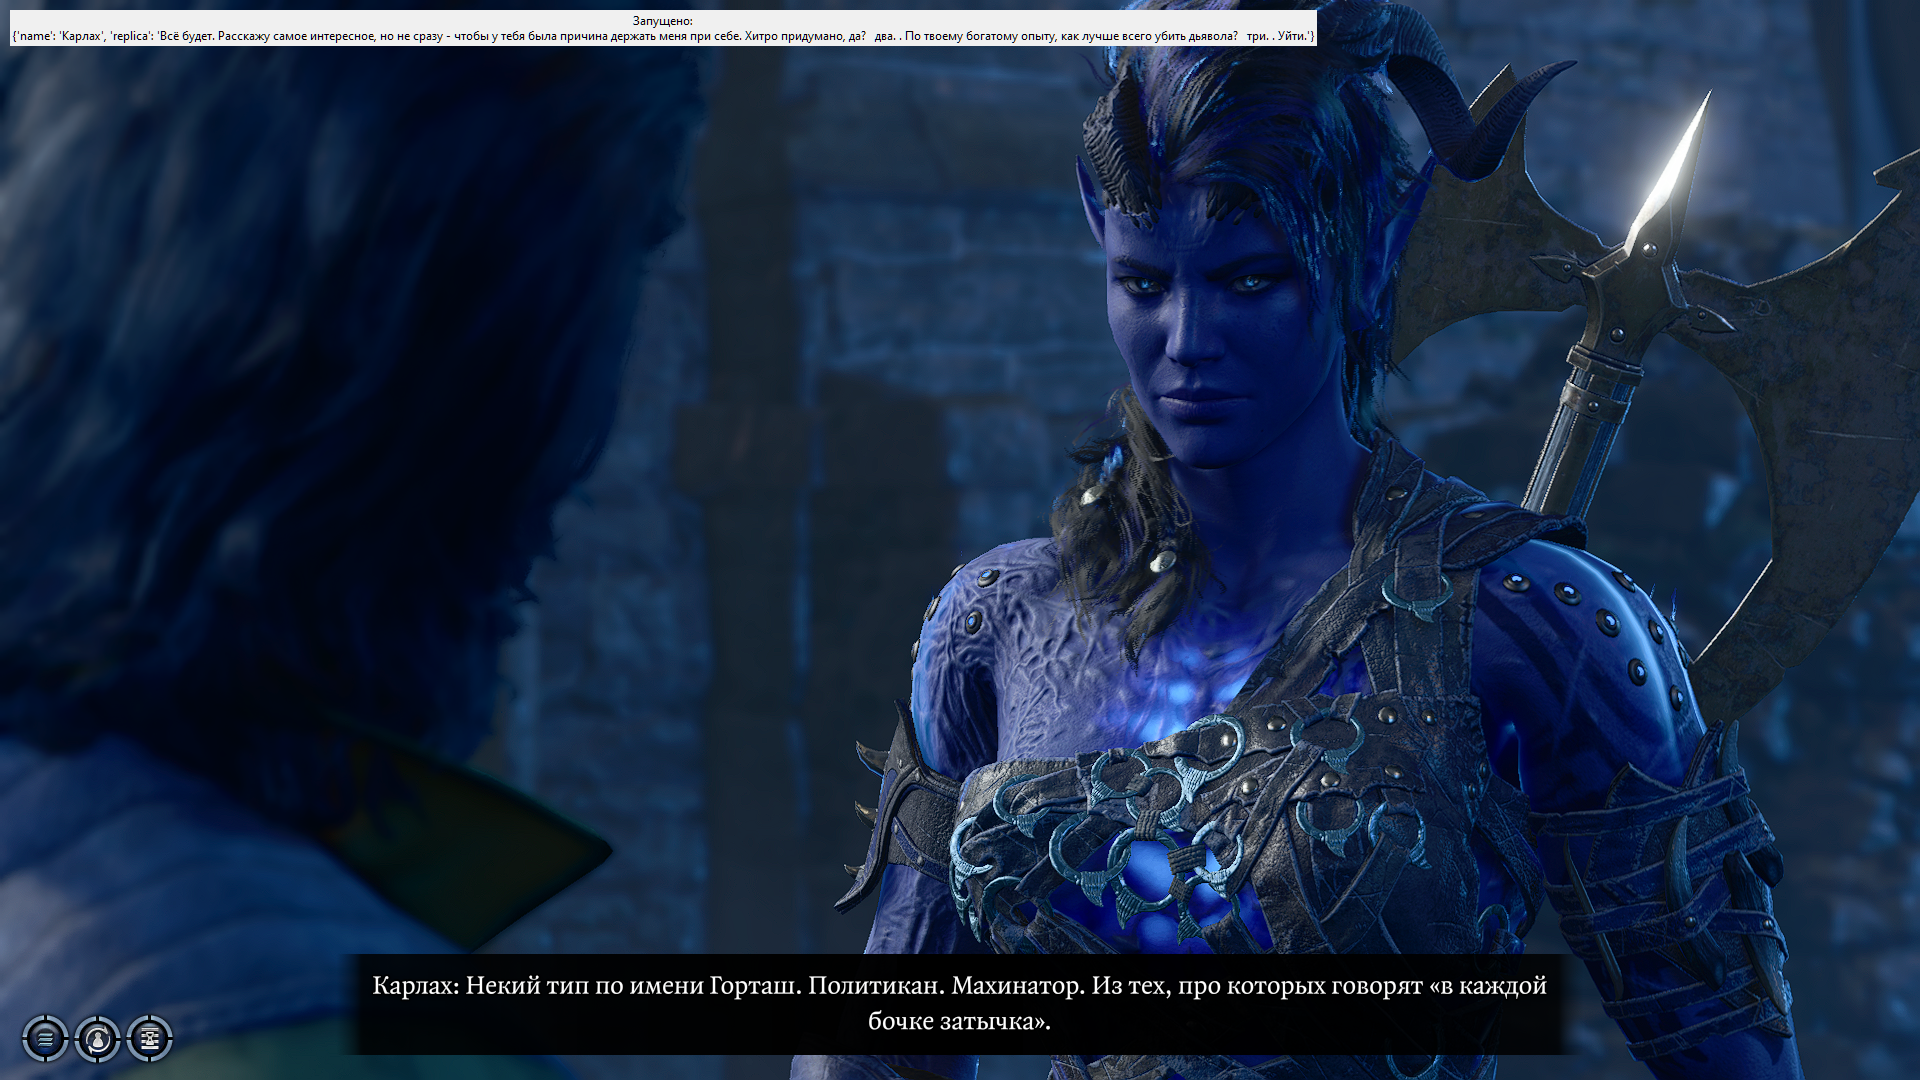 Запущено:
{'name': 'Карлах', 'replica': 'Всё будет. Расскажу самое интересное, но не сразу - чтобы у тебя была причина держать меня при себе. Хитро придумано, да?   два. . По твоему богатому опыту, как лучше всего убить дьявола?   три. . Уйти.'}
Карлах: Некий тип по имени Горташ. Политикан. Махинатор. Из тех, про которых говорят «в каждой
бочке затычка».